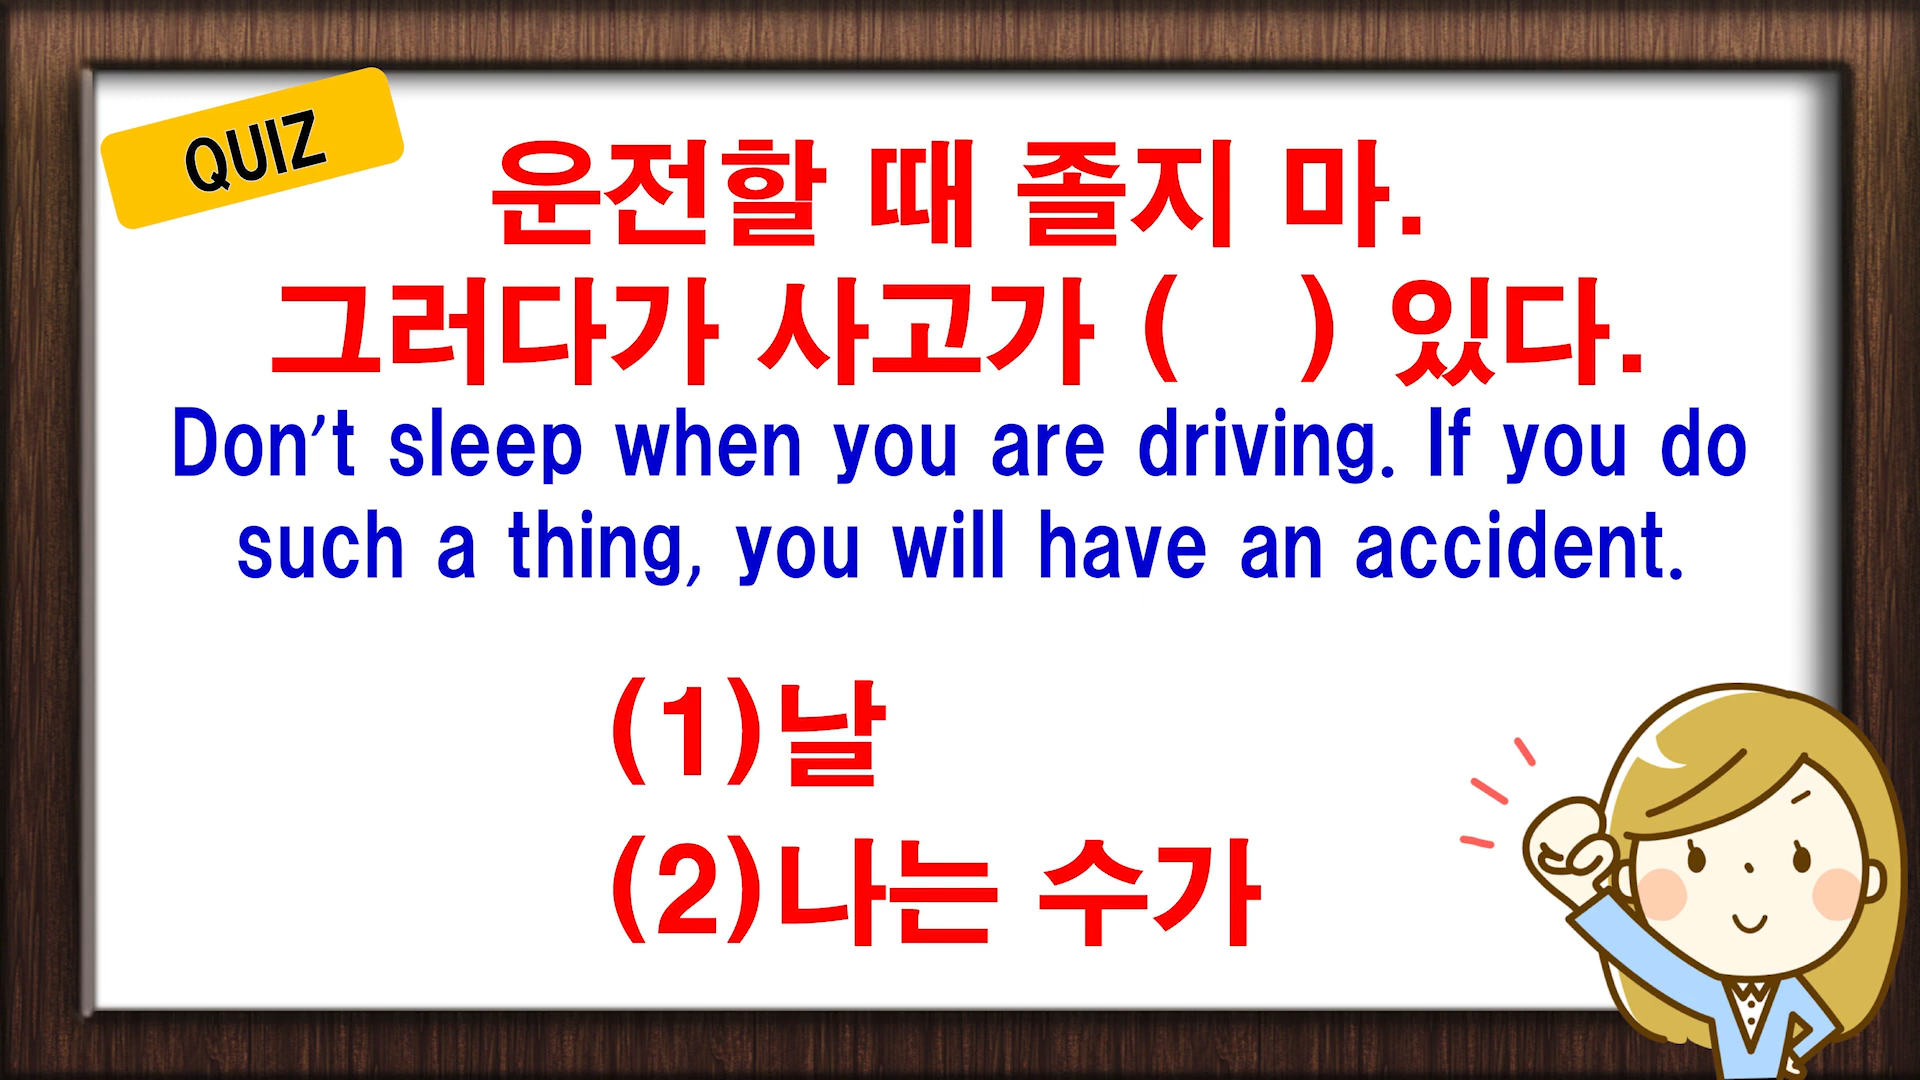 QUIZ
운전할 때 졸지 마.
그러다가 사고가 (   ) 있다.
Don't sleep when you are driving. If you do
such a thing, you will have an accident.
(1)날
(2)나는 수가